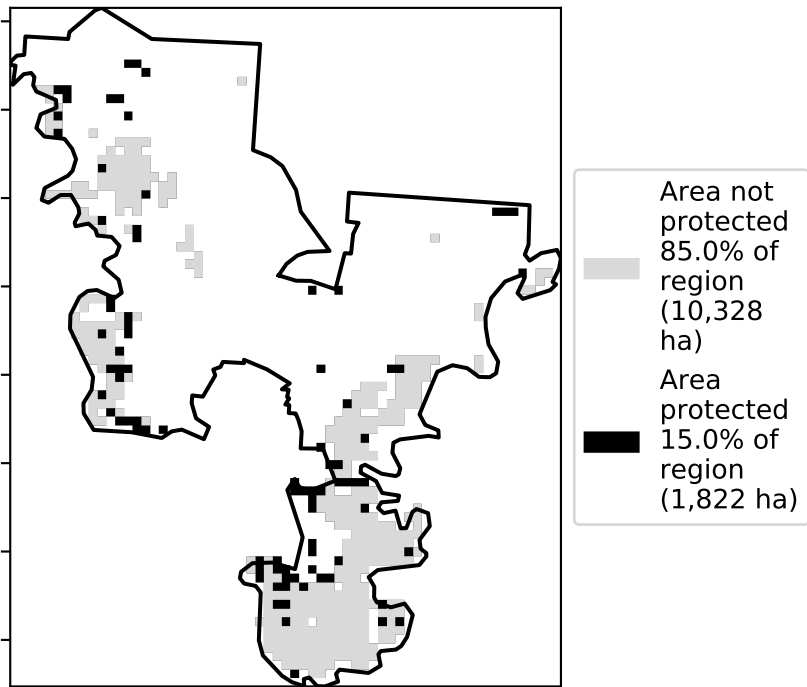 Area not
protected
85.0% of
region
(10,328
ha)
Area
protected
15.0% of
region
(1,822 ha)